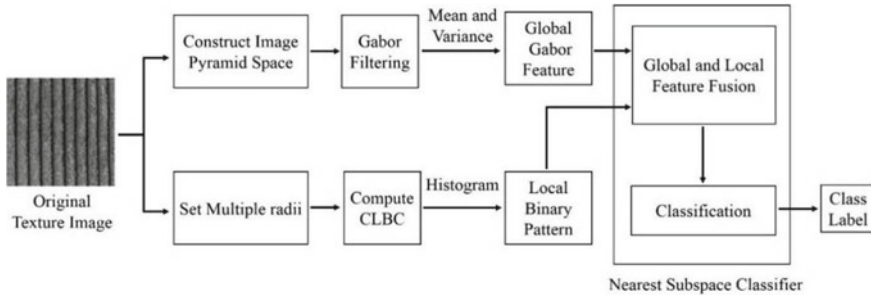 Construct Image
Pyramid Space
Gabor
Filtering
Mean and
Variance
Global
Gabor
Feature
Global and Local
Feature Fusion
Original
Texture Image
Set Multiple radii
Compute
CLBC
Histogram
Local
Binary
Pattern
Classification
Class
Label
Nearest Subspace Classifier